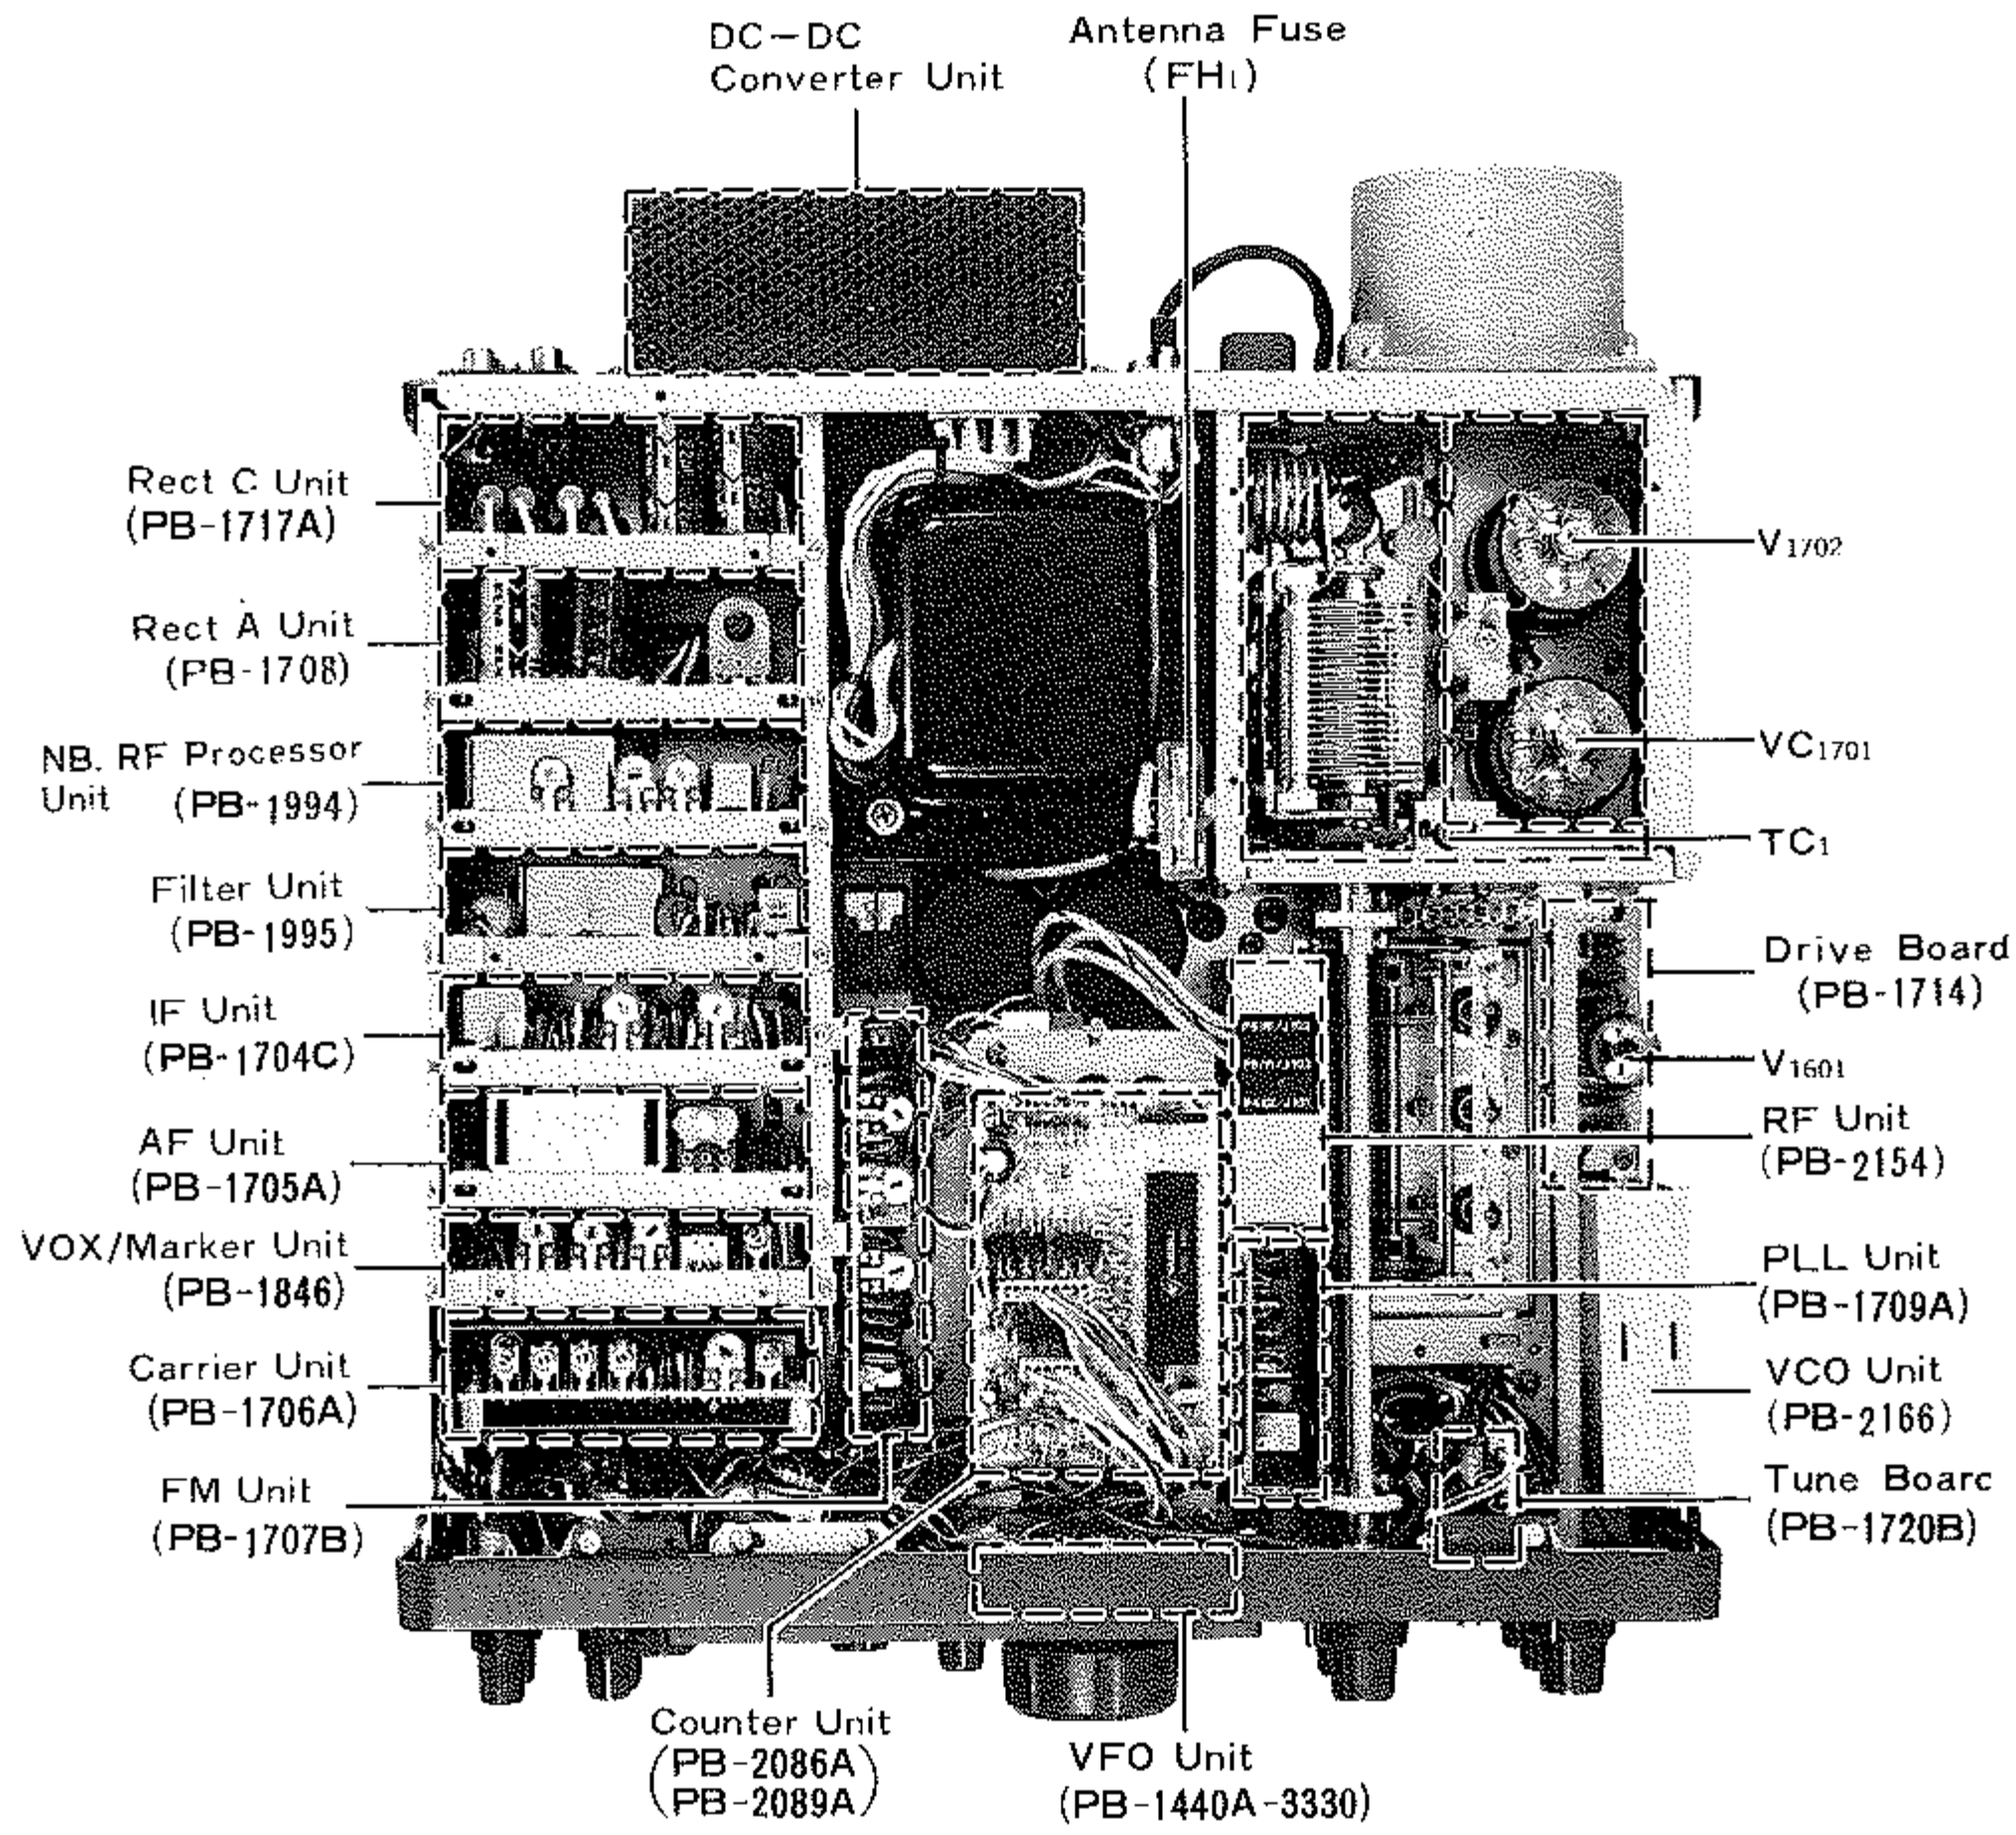 DC-DC
Converter Unit
Antenna Fuse
(FH1)
Rect C Unit
(PB-1717A)
Rect A Unit
(PB-1708)
NB. RF Processor
Unit (PB-1994)
Filter Unit
(PB-1995)
IF Unit
(PB-1704C)
AF Unit
(PB-1705A)
VOX/Marker Unit
(PB-1846)
Carrier Unit
(PB-1706A)
FM Unit
(PB-1707B)
V1702
VC1701
TC1
Drive Board
(PB-1714)
V1601
RF Unit
(PB-2154)
PLL Unit
(PB-1709A)
VCO Unit
(PB-2166)
Tune Boarc
(PB-1720B)
Counter Unit
(PB-2086A
PB-2089A)
VFO Unit
(PB-1440A-3330)